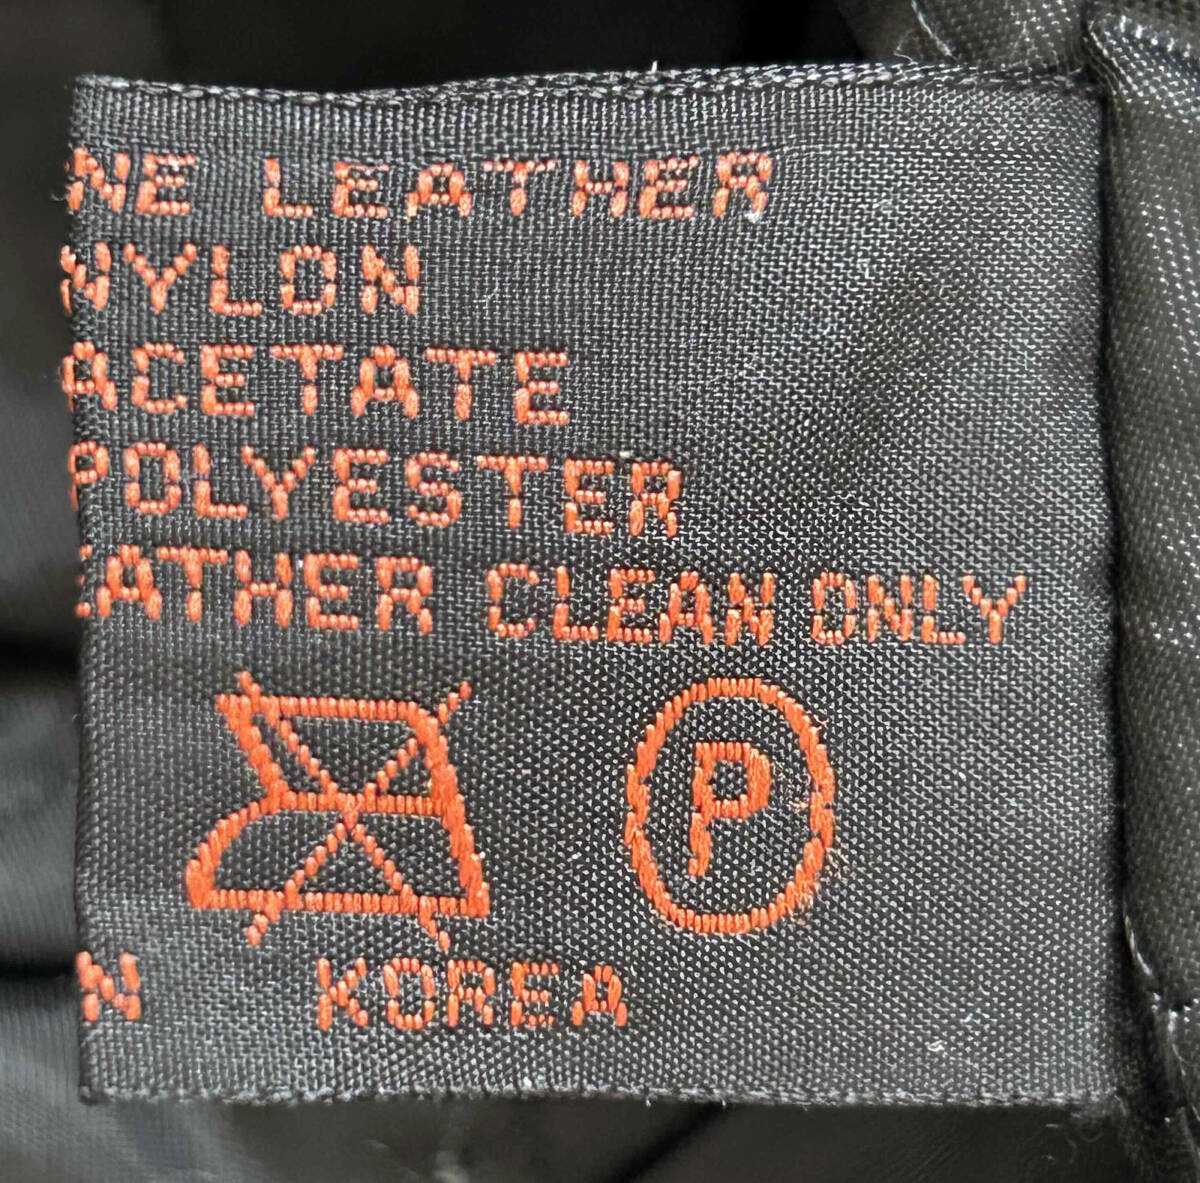 NE LEATHER
NYLON
ACETATE
POLYESTER
EATHER CLEAN ONLY
P
N KOREA